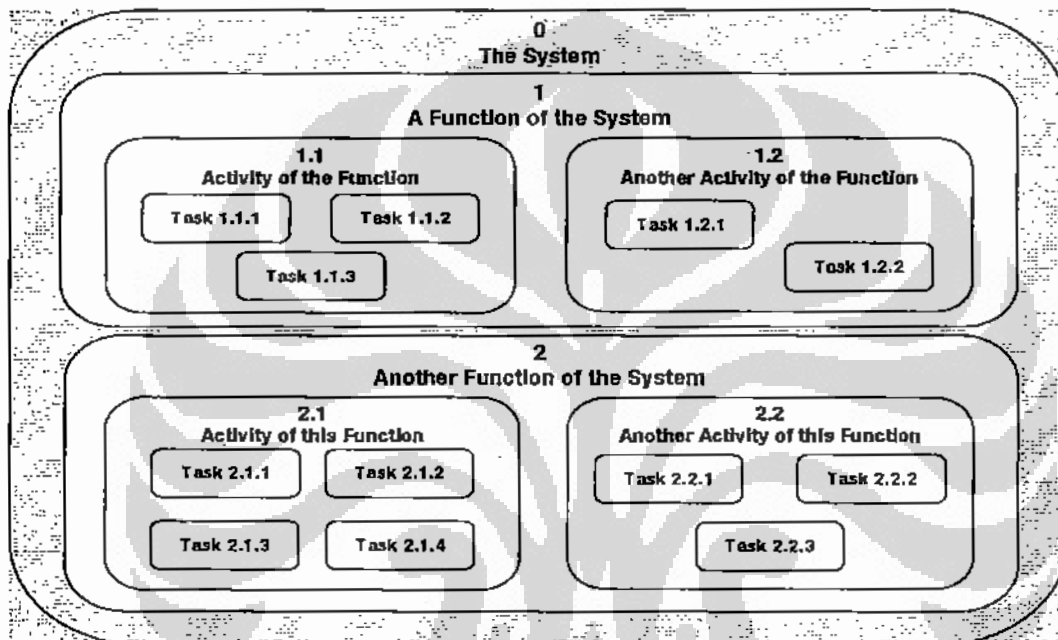 0
The System
1
A Function of the System
1.1
Activity of the Function
Task 1.1.1
Task 1.1.2
Task 1.1.3
1.2
Another Activity of the Function
Task 1.2.1
Task 1.2.2
2
Another Function of the System
2.1
Activity of this Function
Task 2.1.1
Task 2.1.2
Task 2.1.3
Task 2.1.4
2.2
Another Activity of this Function
Task 2.2.1
Task 2.2.2
Task 2.2.3